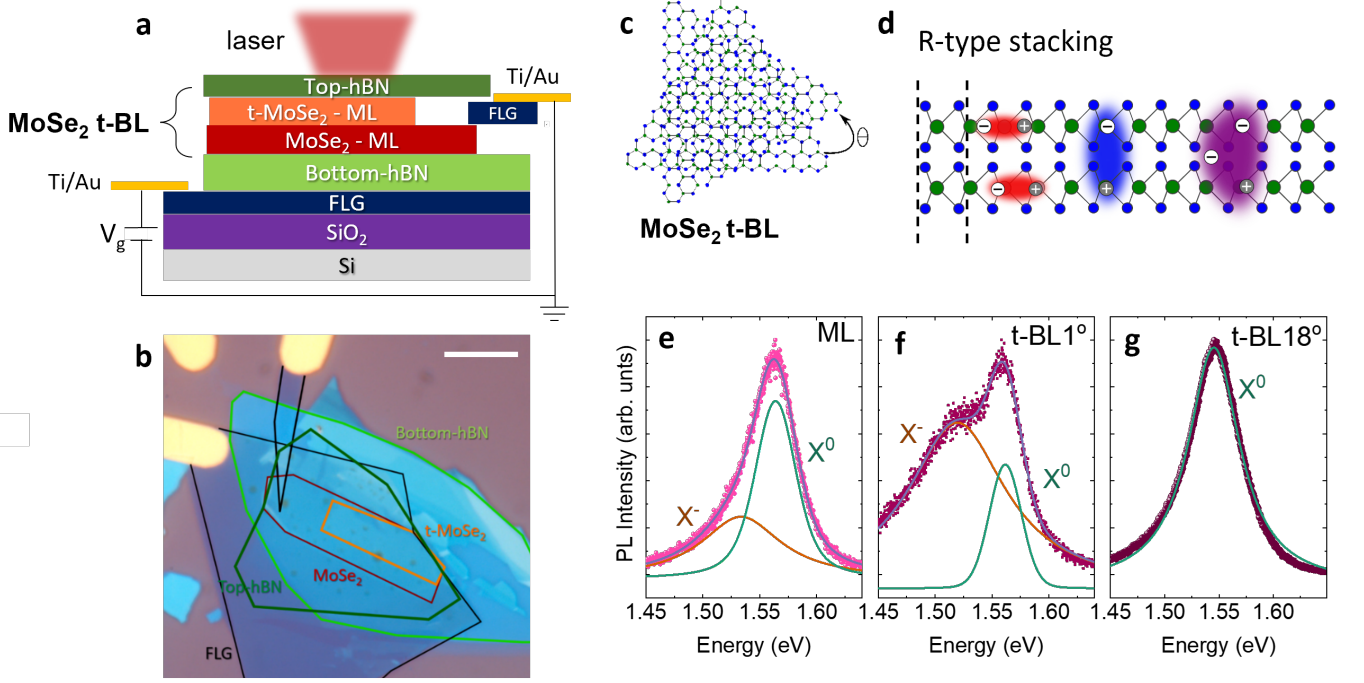 a
laser
Ti/Au
Top-hBN
t-MoSe₂ - ML
FLG
MoSe₂ t-BL
MoSe₂ - ML
Bottom-hBN
Ti/Au
FLG
V_g
SiO₂
Si
b
Bottom-hBN
t-MoSe₂
MoSe₂
Top-hBN
FLG
c
θ
MoSe₂ t-BL
d
R-type stacking
− + −
−
− + + +
e ML
X⁰
X⁻
PL Intensity (arb. unts)
1.45 1.50 1.55 1.60
Energy (eV)
f t-BL1º
X⁻
X⁰
1.45 1.50 1.55 1.60
Energy (eV)
g t-BL18º
X⁰
1.45 1.50 1.55 1.60
Energy (eV)